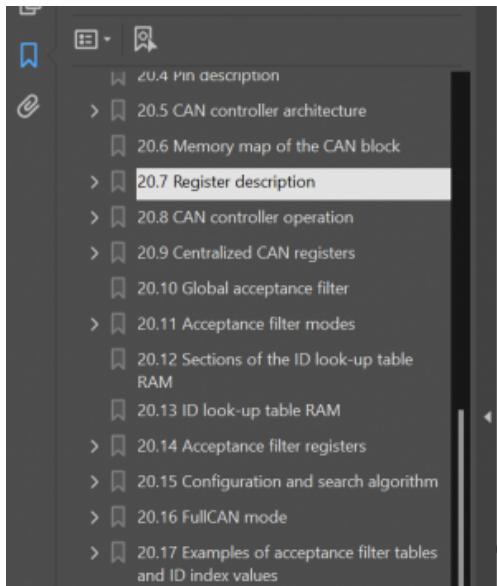 20.4 Pin description
20.5 CAN controller architecture
20.6 Memory map of the CAN block
20.7 Register description
20.8 CAN controller operation
20.9 Centralized CAN registers
20.10 Global acceptance filter
20.11 Acceptance filter modes
20.12 Sections of the ID look-up table
RAM
20.13 ID look-up table RAM
20.14 Acceptance filter registers
20.15 Configuration and search algorithm
20.16 FullCAN mode
20.17 Examples of acceptance filter tables
and ID index values